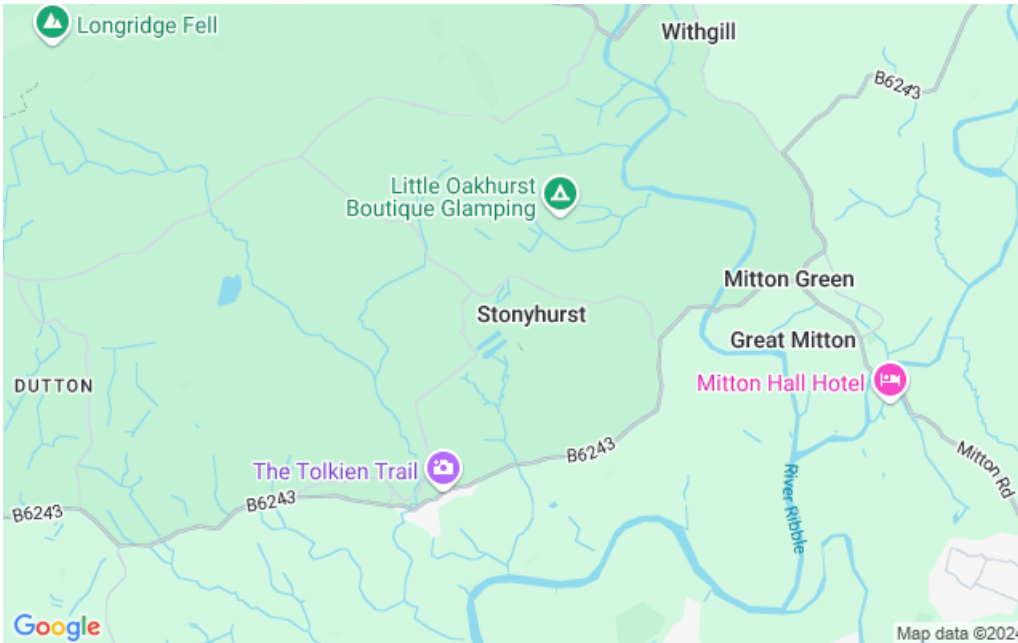 Longridge Fell
Withgill
B6243
Little Oakhurst
Boutique Glamping
Mitton Green
Stonyhurst
Great Mitton
DUTTON
Mitton Hall Hotel
B6243
Mitton Rd
The Tolkien Trail
B6243
B6243
River Ribble
Google
Map data ©2024